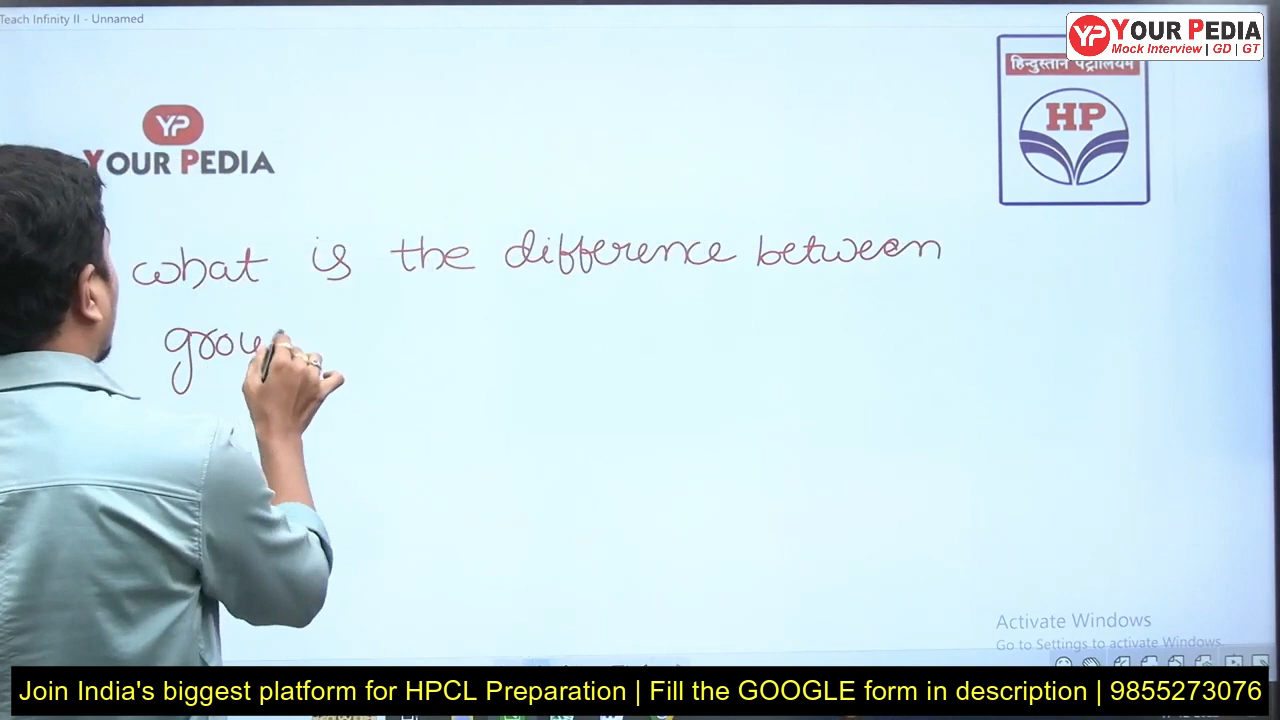 Teach Infinity II - Unnamed
YOUR PEDIA
Mock Interview | GD | GT
हिन्दुस्तान पेट्रोलियम
HP
YP
YOUR PEDIA
what is the difference between
grou
Activate Windows
Go to Settings to activate Windows.
Join India's biggest platform for HPCL Preparation | Fill the GOOGLE form in description | 9855273076